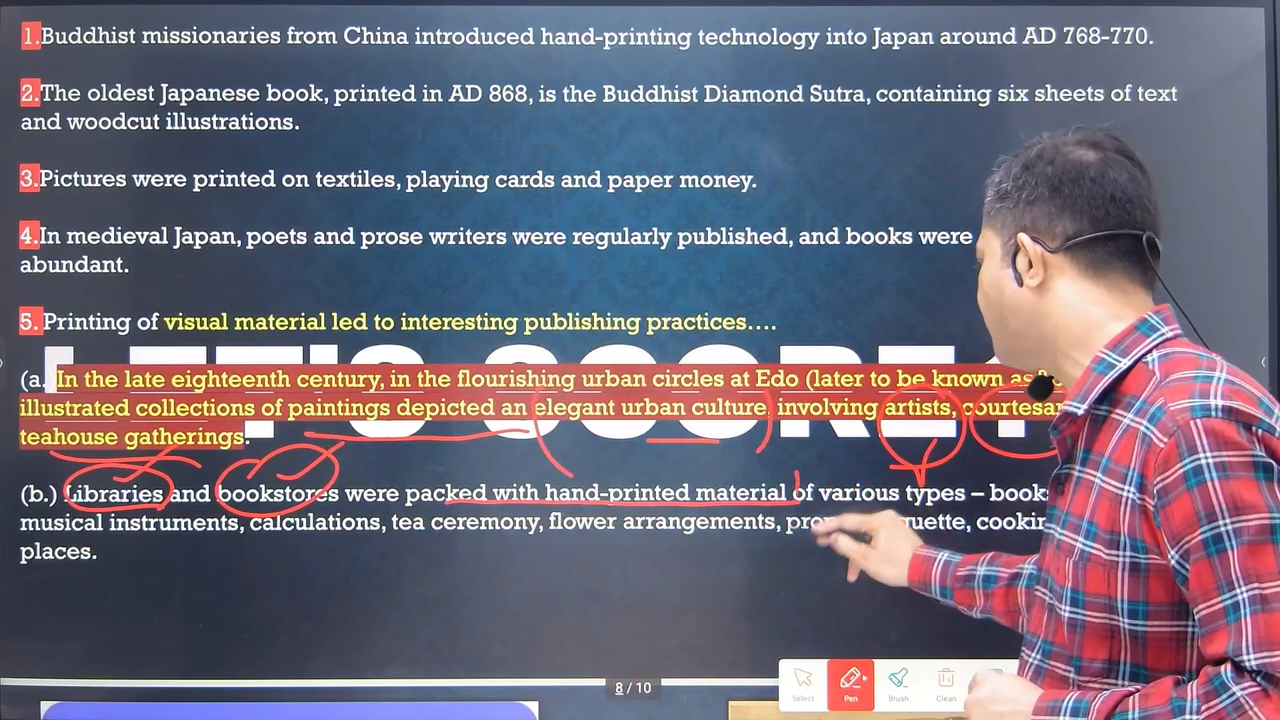 1.Buddhist missionaries from China introduced hand-printing technology into Japan around AD 768-770.
2.The oldest Japanese book, printed in AD 868, is the Buddhist Diamond Sutra, containing six sheets of text
and woodcut illustrations.
3.Pictures were printed on textiles, playing cards and paper money.
4.In medieval Japan, poets and prose writers were regularly published, and books were
abundant.
5. Printing of visual material led to interesting publishing practices....
(a. In the late eighteenth century, in the flourishing urban circles at Edo (later to be known as
illustrated collections of paintings depicted an elegant urban culture, involving artists,
teahouse gatherings.
(b.) Libraries and bookstores were packed with hand-printed material of various types –
musical instruments, calculations, tea ceremony, flower arrangements,
places.
8 / 10
Select Pen Brush Clean